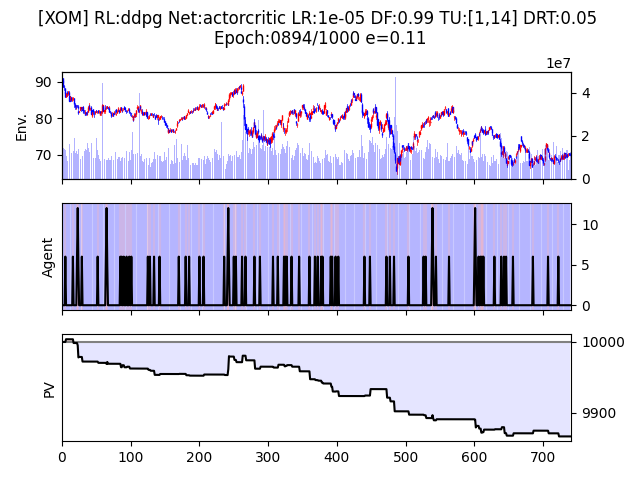 [XOM] RL:ddpg Net:actorcritic LR:1e-05 DF:0.99 TU:[1,14] DRT:0.05
Epoch:0894/1000 e=0.11
1e7
90
80
70
Env.
4
2
0
Agent
10
5
0
PV
10000
9900
0 100 200 300 400 500 600 700